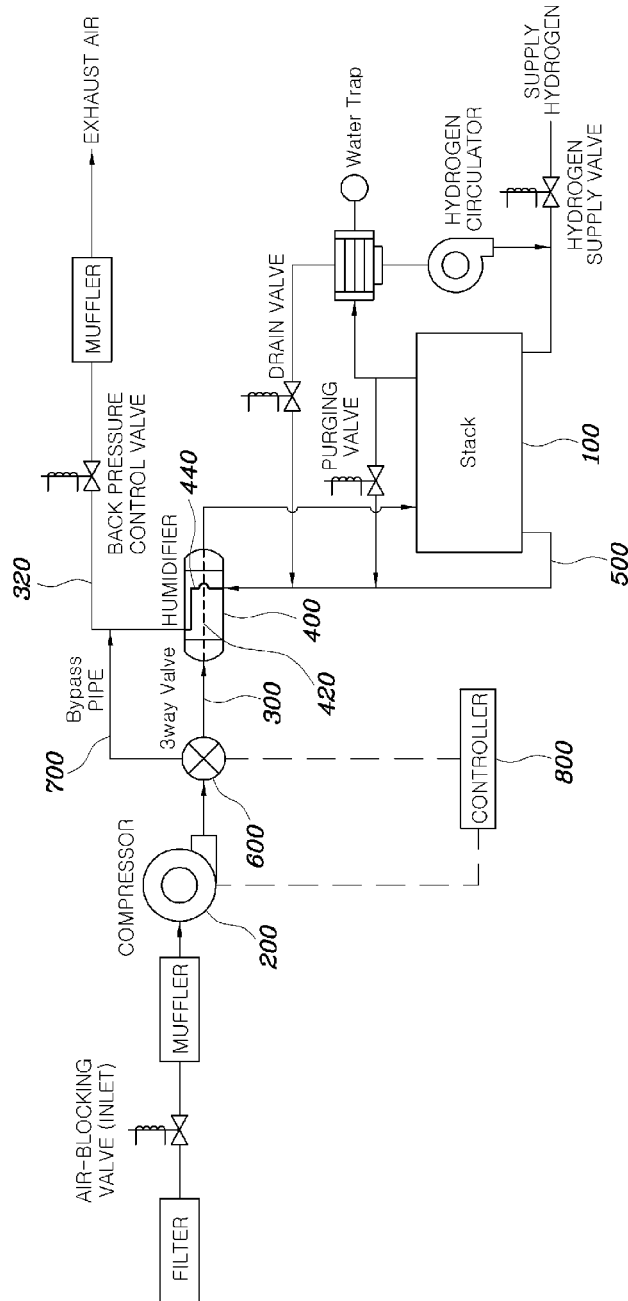 EXHAUST AIR
MUFFLER
BACK PRESSURE
CONTROL VALVE
320
HUMIDIFIER
440
Bypass
PIPE
700
3way Valve
300
420
400
600
COMPRESSOR
200
MUFFLER
AIR-BLOCKING
VALVE (INLET)
FILTER
CONTROLLER
800
DRAIN VALVE
PURGING
VALVE
Water Trap
HYDROGEN
CIRCULATOR
SUPPLY
HYDROGEN
HYDROGEN
SUPPLY VALVE
Stack
100
500